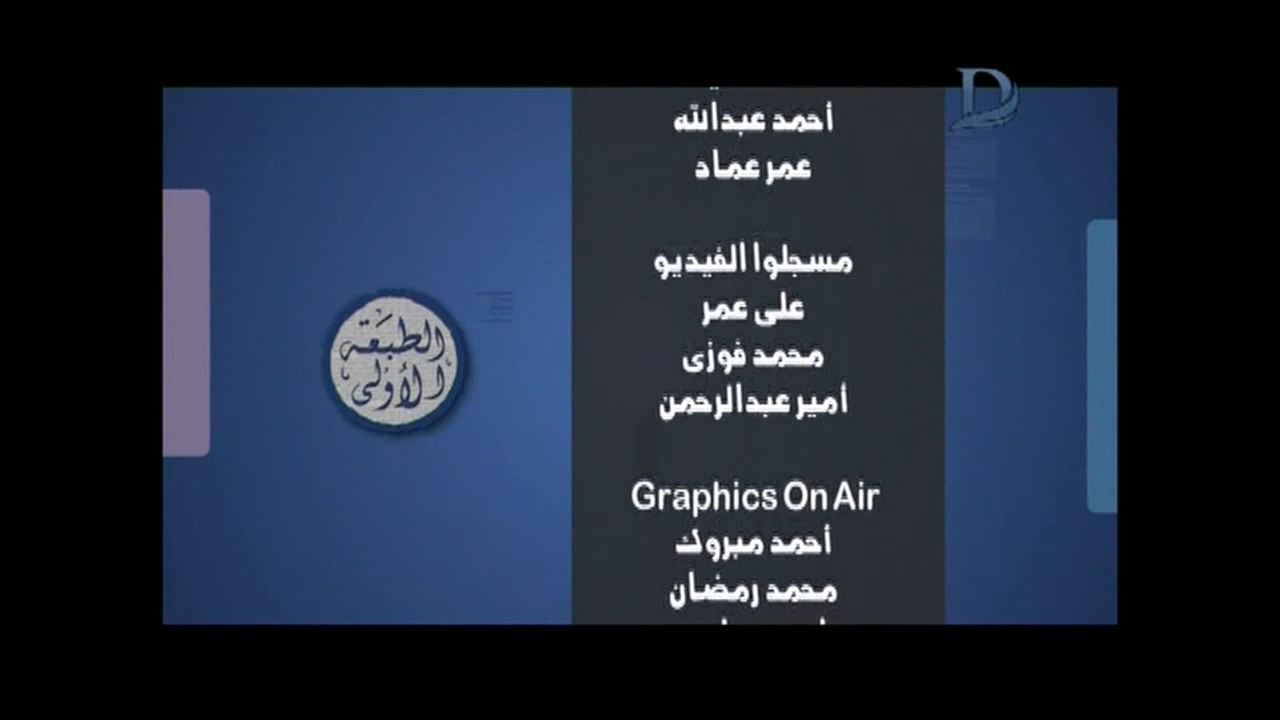 أحمد عبدالله
عمر عماد
مسجلوا الفيديو
على عمر
محمد فوزى
أمير عبدالرحمن
Graphics On Air
أحمد مبروك
محمد رمضان
الطبعة
الأولى
D